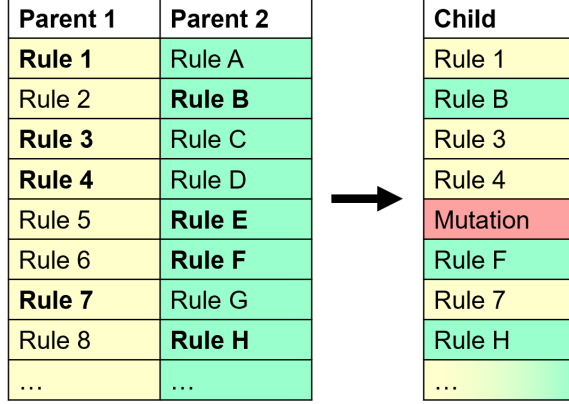 Parent 1 Parent 2 Child
Rule 1 Rule A Rule 1
Rule 2 Rule B Rule B
Rule 3 Rule C Rule 3
Rule 4 Rule D Rule 4
Rule 5 Rule E Mutation
Rule 6 Rule F Rule F
Rule 7 Rule G Rule 7
Rule 8 Rule H Rule H
… … …